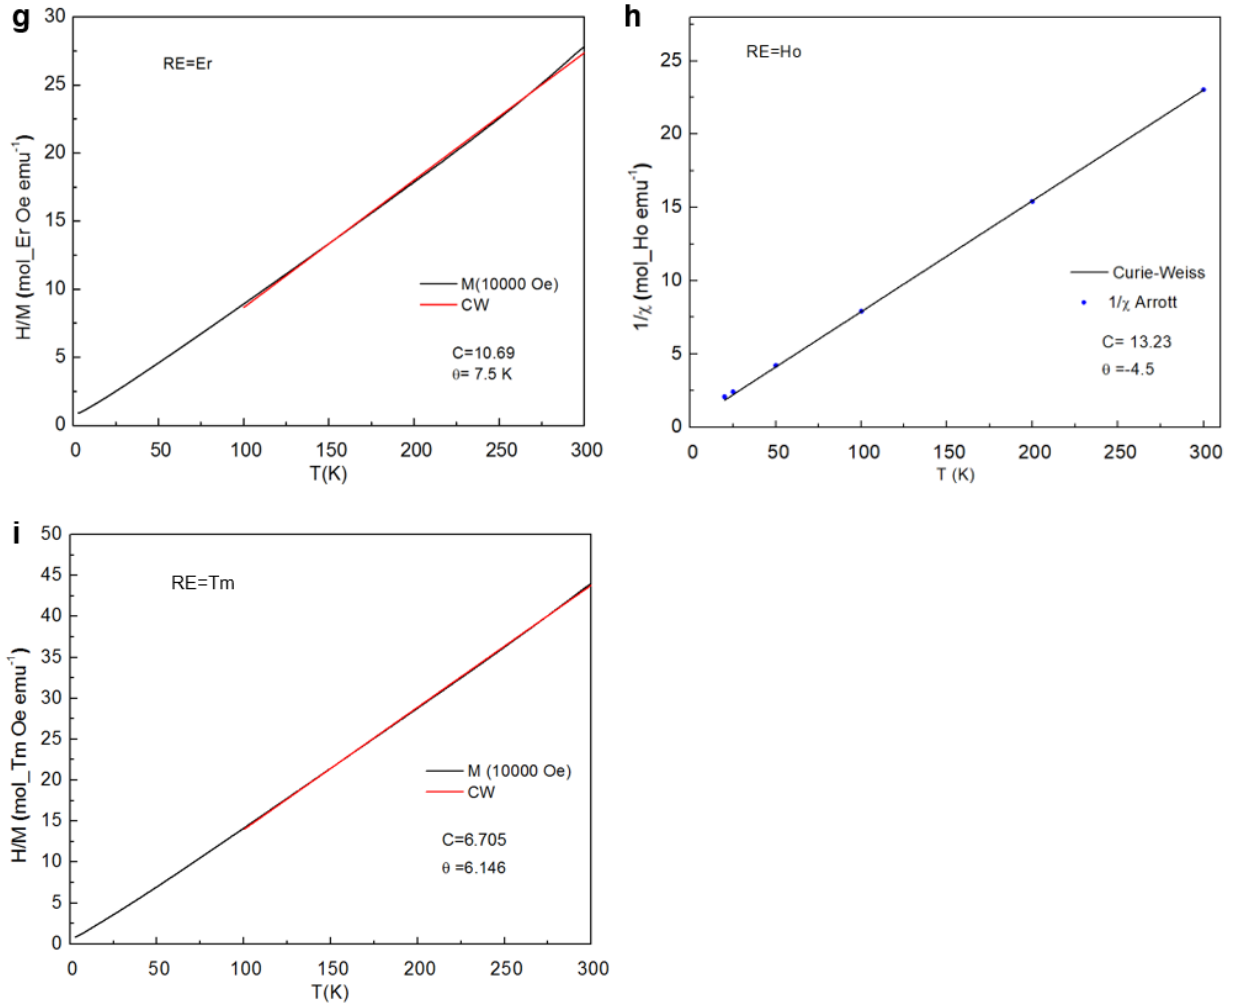 g
30
25
20
15
10
5
0
H/M (mol_Er Oe emu⁻¹)
RE=Er
M(10000 Oe)
CW
C=10.69
θ= 7.5 K
0 50 100 150 200 250 300
T(K)
h
25
20
15
10
5
0
1/χ (mol_Ho emu⁻¹)
RE=Ho
Curie-Weiss
1/χ Arrott
C= 13.23
θ =-4.5
0 50 100 150 200 250 300
T (K)
i
50
45
40
35
30
25
20
15
10
5
0
H/M (mol_Tm Oe emu⁻¹)
RE=Tm
M (10000 Oe)
CW
C=6.705
θ =6.146
0 50 100 150 200 250 300
T(K)